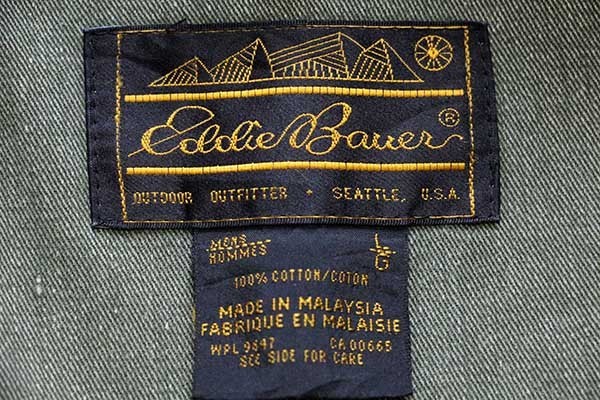 Eddie Bauer®
OUTDOOR OUTFITTER • SEATTLE, U.S.A.
MENS L
HOMMES G
100% COTTON/COTON
MADE IN MALAYSIA
FABRIQUE EN MALAISIE
WPL 9847 CA 00665
SEE SIDE FOR CARE